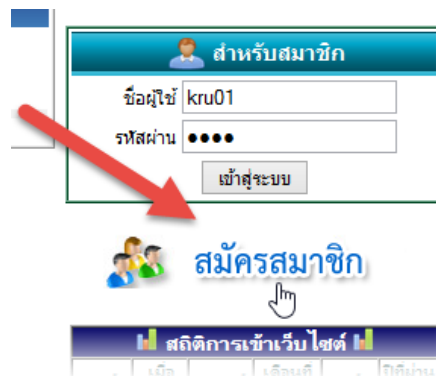 สำหรับสมาชิก
ชื่อผู้ใช้ kru01
รหัสผ่าน ●●●●
เข้าสู่ระบบ
สมัครสมาชิก
สถิติการเข้าเว็บไซต์